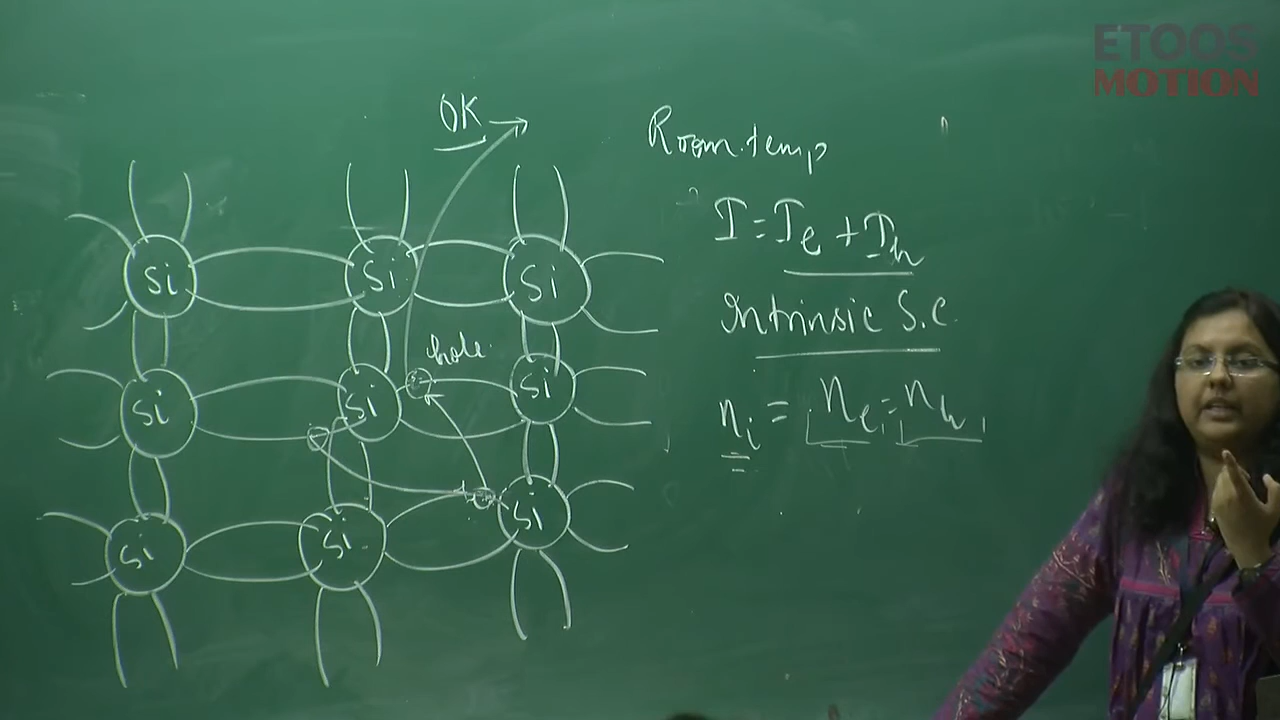 ETOOS
MOTION
OK
Room temp
I = Ie + Ih
Intrinsic S.C.
ni = ne = nh
hole
Si Si Si
Si Si Si
Si Si Si